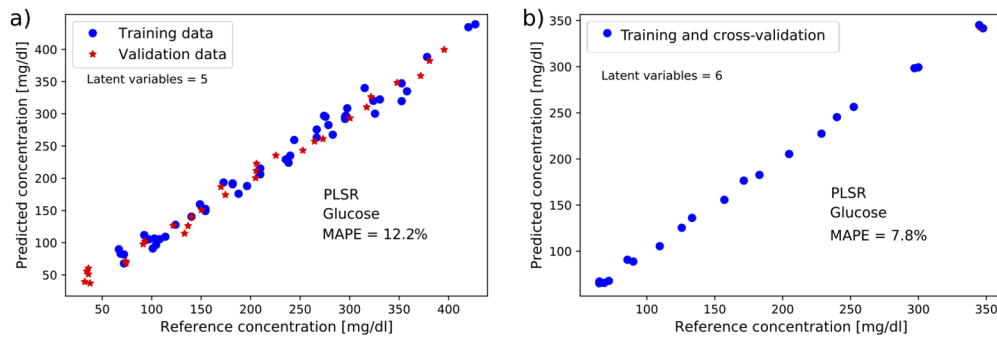 a)
Training data
Validation data
Latent variables = 5
PLSR
Glucose
MAPE = 12.2%
Predicted concentration [mg/dl]
400
350
300
250
200
150
100
50
50
100
150
200
250
300
350
400
Reference concentration [mg/dl]
b)
Training and cross-validation
Latent variables = 6
PLSR
Glucose
MAPE = 7.8%
Predicted concentration [mg/dl]
350
300
250
200
150
100
100
150
200
250
300
350
Reference concentration [mg/dl]